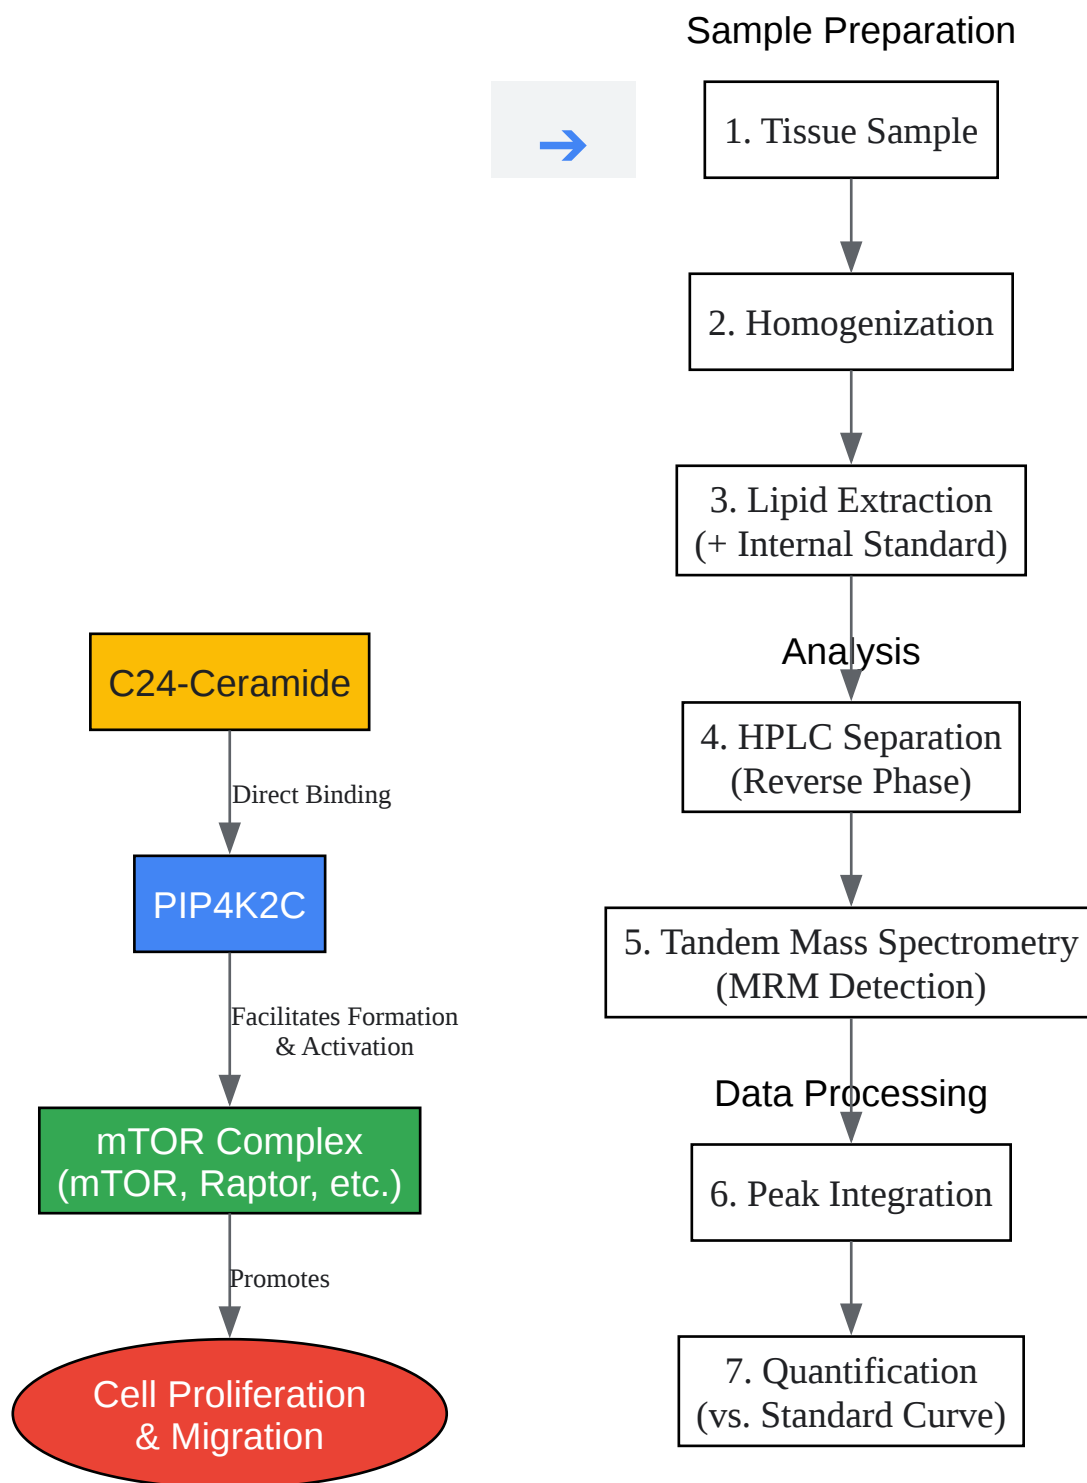 Sample Preparation
1. Tissue Sample
2. Homogenization
3. Lipid Extraction
(+ Internal Standard)
Analysis
4. HPLC Separation
(Reverse Phase)
5. Tandem Mass Spectrometry
(MRM Detection)
Data Processing
6. Peak Integration
7. Quantification
(vs. Standard Curve)
C24-Ceramide
Direct Binding
PIP4K2C
Facilitates Formation
& Activation
mTOR Complex
(mTOR, Raptor, etc.)
Promotes
Cell Proliferation
& Migration